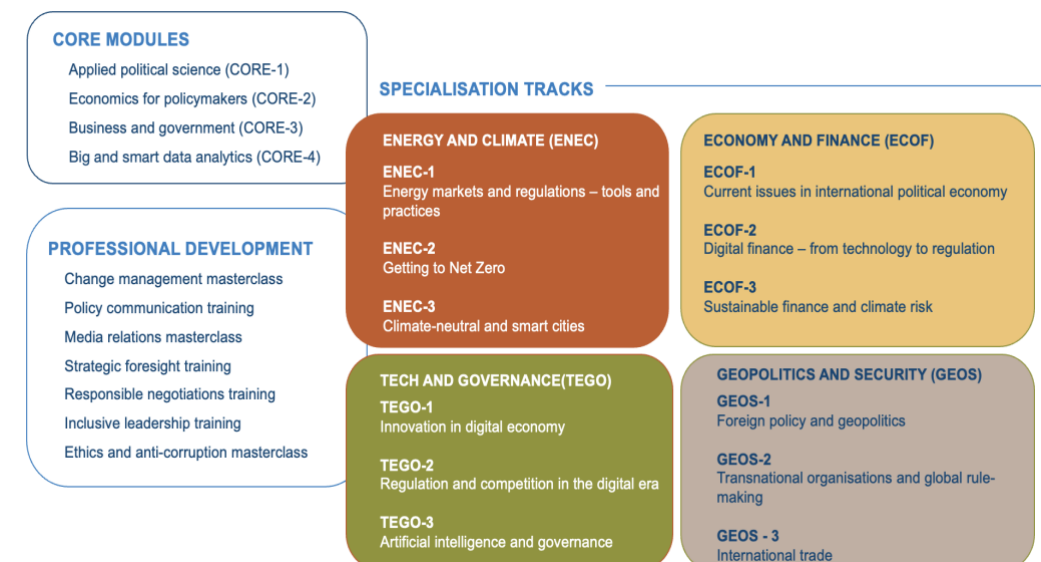 CORE MODULES
Applied political science (CORE-1)
Economics for policymakers (CORE-2)
Business and government (CORE-3)
Big and smart data analytics (CORE-4)
PROFESSIONAL DEVELOPMENT
Change management masterclass
Policy communication training
Media relations masterclass
Strategic foresight training
Responsible negotiations training
Inclusive leadership training
Ethics and anti-corruption masterclass
SPECIALISATION TRACKS
ENERGY AND CLIMATE (ENEC)
ENEC-1
Energy markets and regulations – tools and
practices
ENEC-2
Getting to Net Zero
ENEC-3
Climate-neutral and smart cities
ECONOMY AND FINANCE (ECOF)
ECOF-1
Current issues in international political economy
ECOF-2
Digital finance – from technology to regulation
ECOF-3
Sustainable finance and climate risk
TECH AND GOVERNANCE(TEGO)
TEGO-1
Innovation in digital economy
TEGO-2
Regulation and competition in the digital era
TEGO-3
Artificial intelligence and governance
GEOPOLITICS AND SECURITY (GEOS)
GEOS-1
Foreign policy and geopolitics
GEOS-2
Transnational organisations and global rule-
making
GEOS - 3
International trade